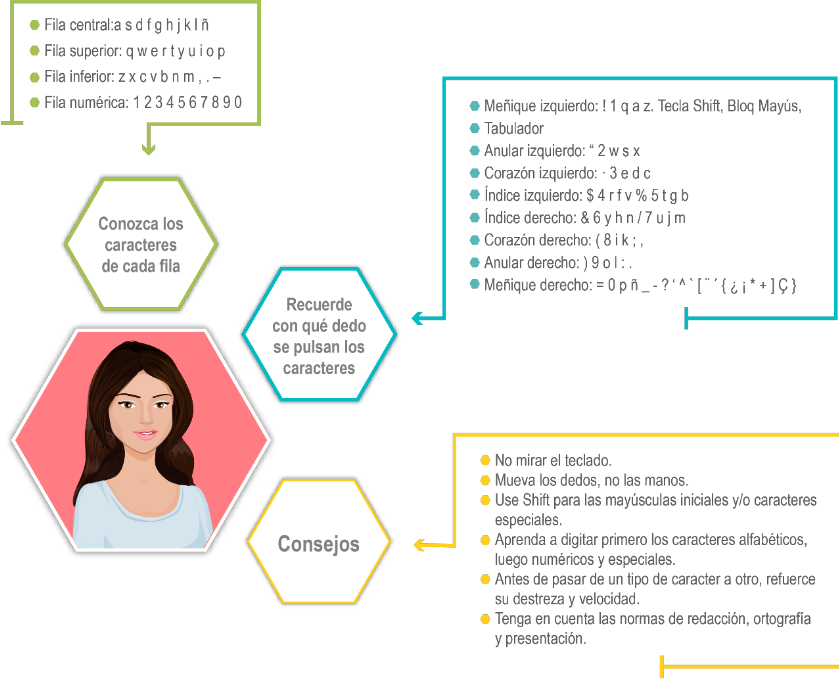 Fila central:a s d f g h j k l ñ
Fila superior: q w e r t y u i o p
Fila inferior: z x c v b n m , . –
Fila numérica: 1 2 3 4 5 6 7 8 9 0
Conozca los
caracteres
de cada fila
Meñique izquierdo: ! 1 q a z. Tecla Shift, Bloq Mayús,
Tabulador
Anular izquierdo: “ 2 w s x
Corazón izquierdo: · 3 e d c
Índice izquierdo: $ 4 r f v % 5 t g b
Índice derecho: & 6 y h n / 7 u j m
Corazón derecho: ( 8 i k ; ,
Anular derecho: ) 9 o l : .
Meñique derecho: = 0 p ñ _ - ? ‘ ^ ` [ ¨ ´ { ¿ ¡ * + ] Ç }
Recuerde
con qué dedo
se pulsan los
caracteres
Consejos
No mirar el teclado.
Mueva los dedos, no las manos.
Use Shift para las mayúsculas iniciales y/o caracteres
especiales.
Aprenda a digitar primero los caracteres alfabéticos,
luego numéricos y especiales.
Antes de pasar de un tipo de caracter a otro, refuerce
su destreza y velocidad.
Tenga en cuenta las normas de redacción, ortografía
y presentación.